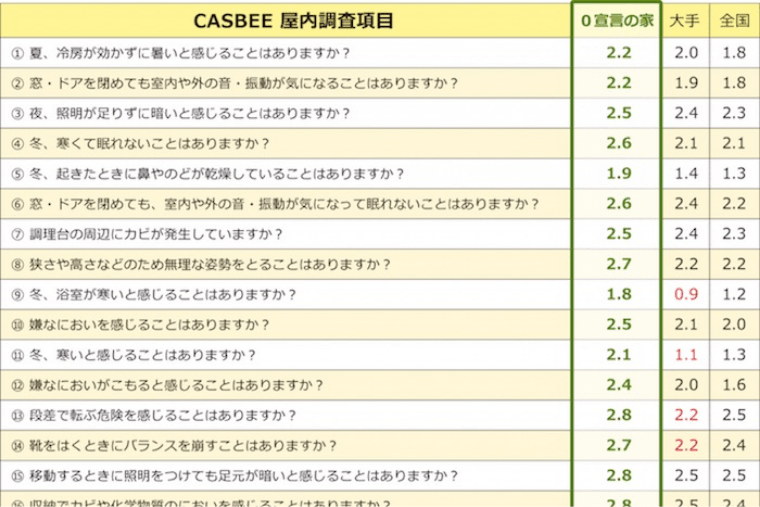 CASBEE 屋内調査項目 0宣言の家 大手 全国
① 夏、冷房が効かずに暑いと感じることはありますか？ 2.2 2.0 1.8
② 窓・ドアを閉めても室内や外の音・振動が気になることはありますか？ 2.2 1.9 1.8
③ 夜、照明が足りずに暗いと感じることはありますか？ 2.5 2.4 2.3
④ 冬、寒くて眠れないことはありますか？ 2.6 2.1 2.1
⑤ 冬、起きたときに鼻やのどが乾燥していることはありますか？ 1.9 1.4 1.3
⑥ 窓・ドアを閉めても、室内や外の音・振動が気になって眠れないことはありますか？ 2.6 2.4 2.2
⑦ 調理台の周辺にカビが発生していますか？ 2.5 2.4 2.3
⑧ 狭さや高さなどのため無理な姿勢をとることはありますか？ 2.7 2.2 2.2
⑨ 冬、浴室が寒いと感じることはありますか？ 1.8 0.9 1.2
⑩ 嫌なにおいを感じることはありますか？ 2.5 2.1 2.0
⑪ 冬、寒いと感じることはありますか？ 2.1 1.1 1.3
⑫ 嫌なにおいがこもると感じることはありますか？ 2.4 2.0 1.6
⑬ 段差で転ぶ危険を感じることはありますか？ 2.8 2.2 2.5
⑭ 靴をはくときにバランスを崩すことはありますか？ 2.7 2.2 2.4
⑮ 移動するときに照明をつけても足元が暗いと感じることはありますか？ 2.8 2.5 2.5
⑯ 収納でカビや化学物質のにおいを感じることはありますか？ 2.8 2.5 2.4